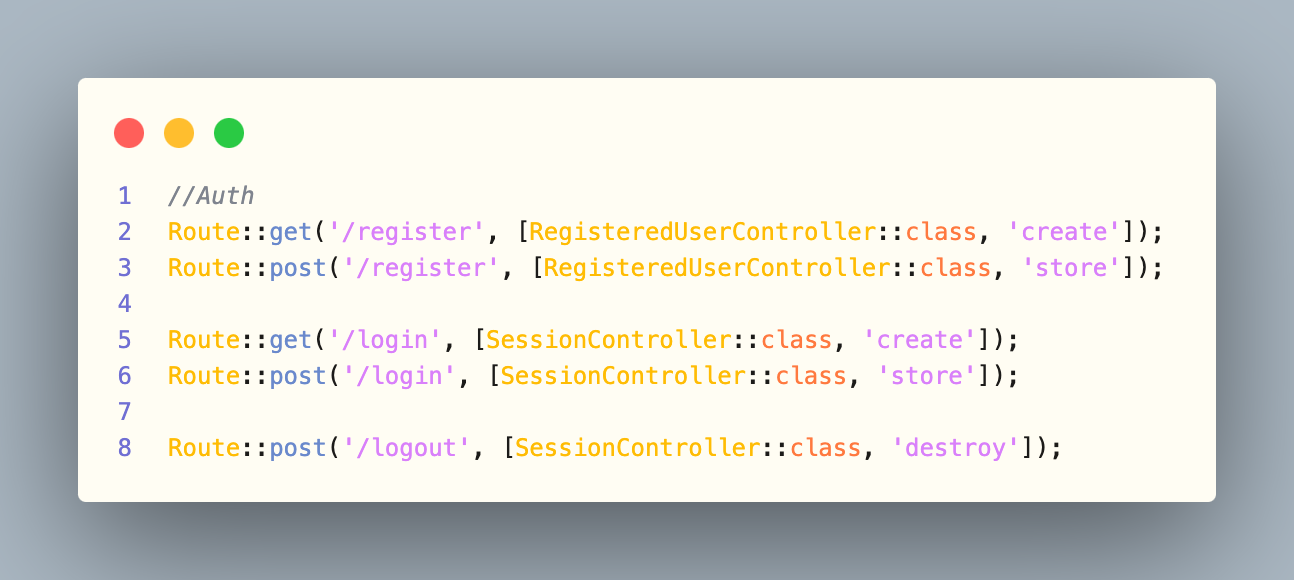 1 //Auth
2 Route::get('/register', [RegisteredUserController::class, 'create']);
3 Route::post('/register', [RegisteredUserController::class, 'store']);
4
5 Route::get('/login', [SessionController::class, 'create']);
6 Route::post('/login', [SessionController::class, 'store']);
7
8 Route::post('/logout', [SessionController::class, 'destroy']);